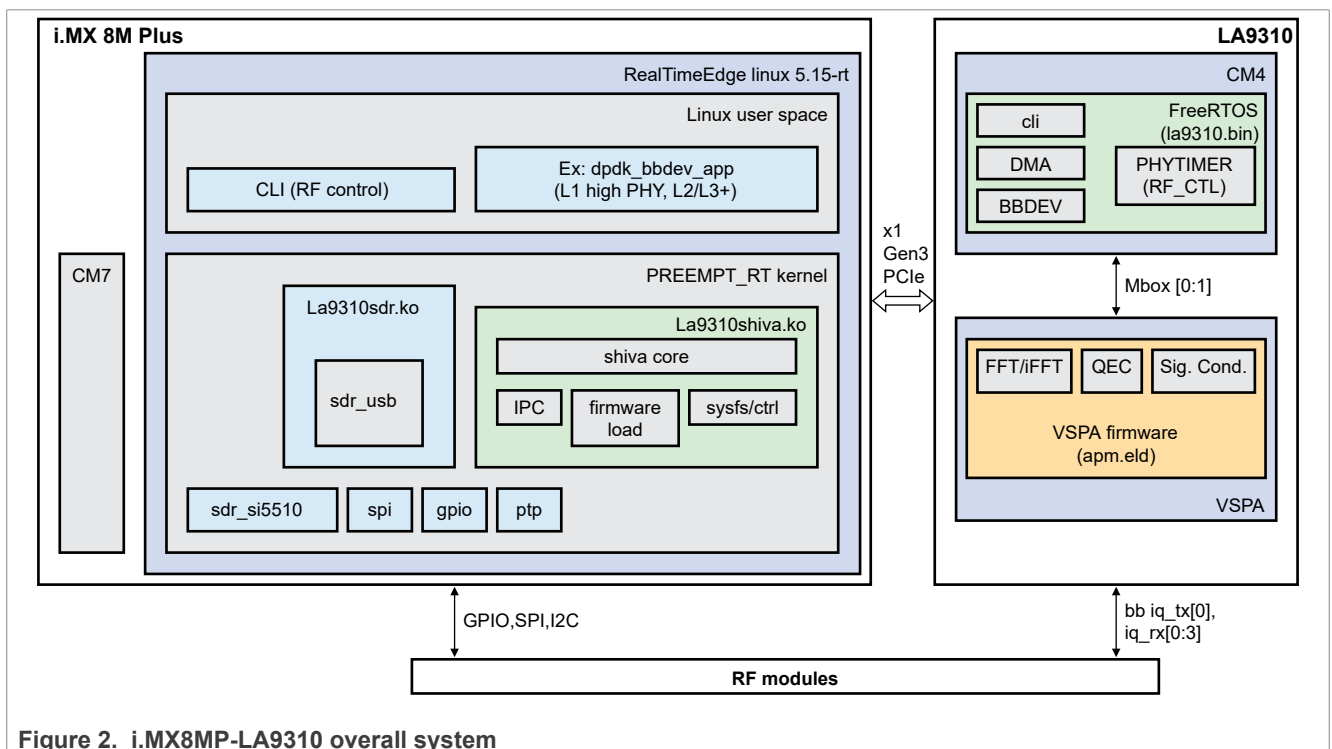 i.MX 8M Plus
RealTimeEdge linux 5.15-rt
Linux user space
CLI (RF control)
Ex: dpdk_bbdev_app
(L1 high PHY, L2/L3+)
CM7
PREEMPT_RT kernel
La9310sdr.ko
sdr_usb
La9310shiva.ko
shiva core
IPC
firmware
load
sysfs/ctrl
sdr_si5510
spi
gpio
ptp
x1
Gen3
PCIe
LA9310
CM4
FreeRTOS
(la9310.bin)
cli
DMA
BBDEV
PHYTIMER
(RF_CTL)
Mbox [0:1]
FFT/iFFT
QEC
Sig. Cond.
VSPA firmware
(apm.eld)
VSPA
GPIO,SPI,I2C
bb iq_tx[0],
iq_rx[0:3]
RF modules
Figure 2. i.MX8MP-LA9310 overall system